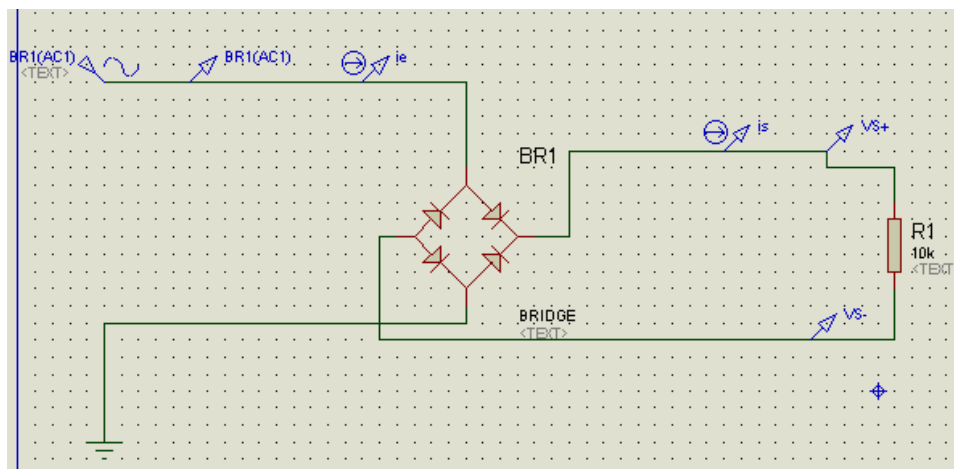 BR1(AC1)
<TEXT>
BR1(AC1)
ie
is
VS+
BR1
R1
10k
<TEXT
BRIDGE
<TEXT>
VS-